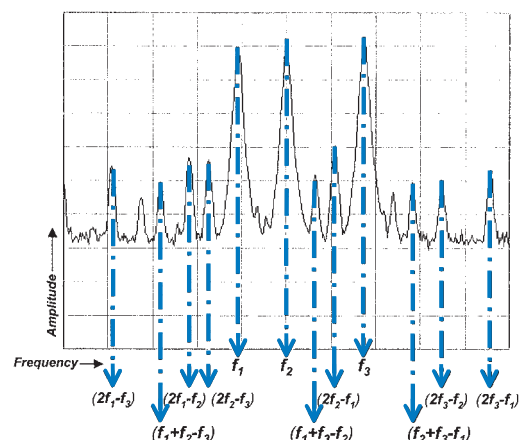 Amplitude
Frequency
f1 f2 f3
(2f1-f3) (2f1-f2) (2f2-f3) (2f2-f1) (2f3-f2) (2f3-f1)
(f1+f2-f3) (f1+f3-f2) (f2+f3-f1)